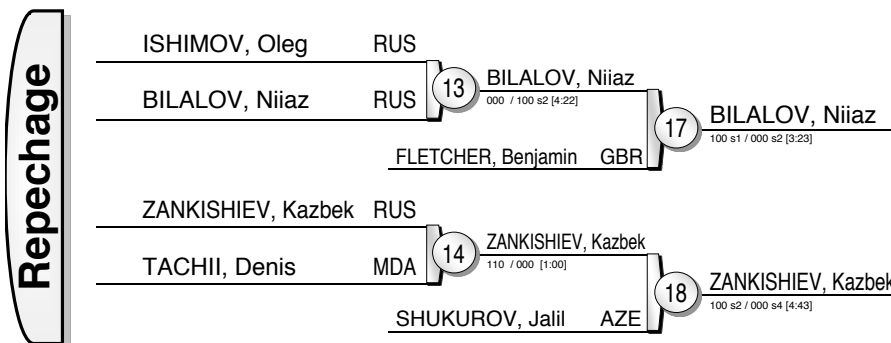 Repechage
ISHIMOV, Oleg RUS
BILALOV, Niiaz RUS
13
BILALOV, Niiaz
000 / 100 s2 [4:22]
FLETCHER, Benjamin GBR
17
BILALOV, Niiaz
100 s1 / 000 s2 [3:23]
ZANKISHIEV, Kazbek RUS
TACHII, Denis MDA
14
ZANKISHIEV, Kazbek
110 / 000 [1:00]
SHUKUROV, Jalil AZE
18
ZANKISHIEV, Kazbek
100 s2 / 000 s4 [4:43]